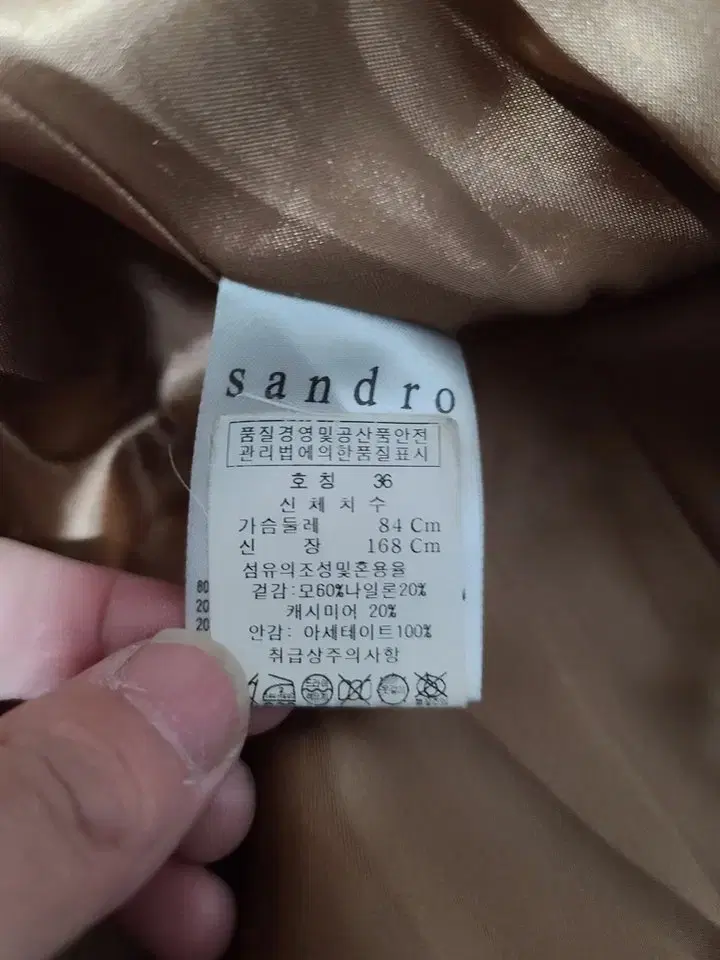 sandro
품질경영및공산품안전
관리법에의한품질표시
호 칭 36
신 체 치 수
가슴둘레 84 Cm
신 장 168 Cm
섬유의조성및혼용율
겉감:모60%나일론20%
캐시미어 20%
안감: 아세테이트100%
취급상주의사항
80
20
20